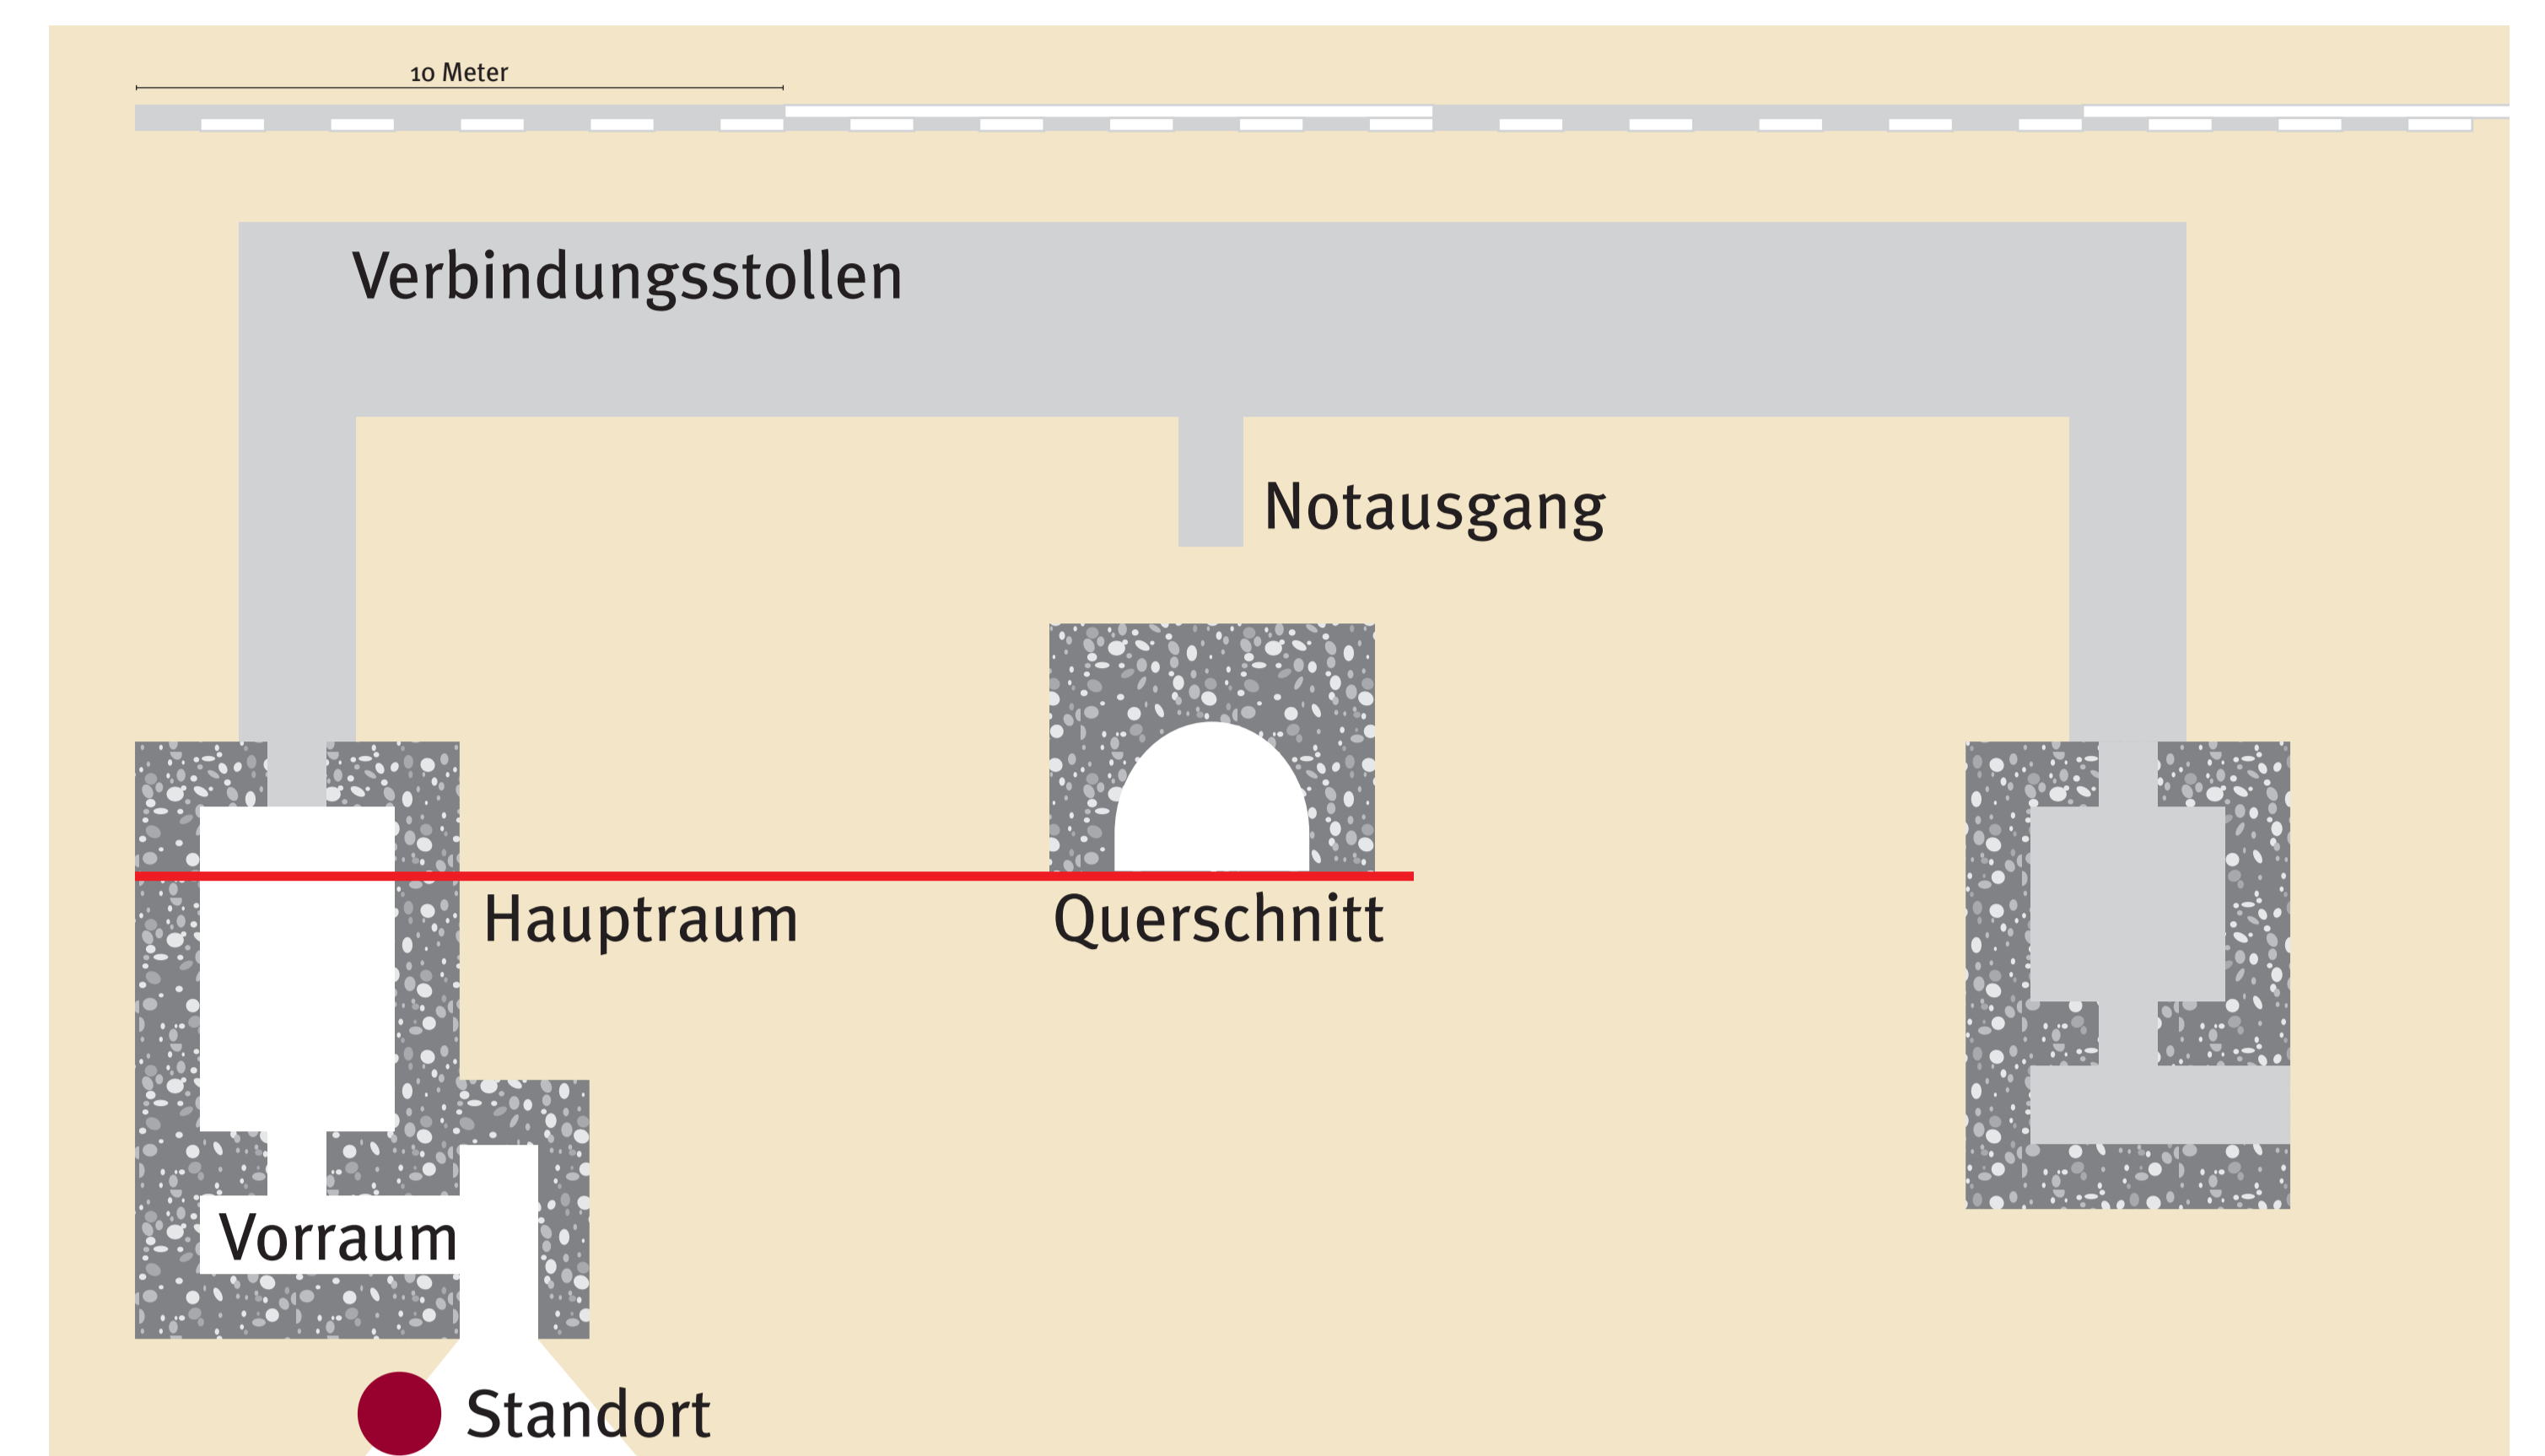 10 Meter
Verbindungsstollen
Notausgang
Hauptraum
Querschnitt
Vorraum
Standort